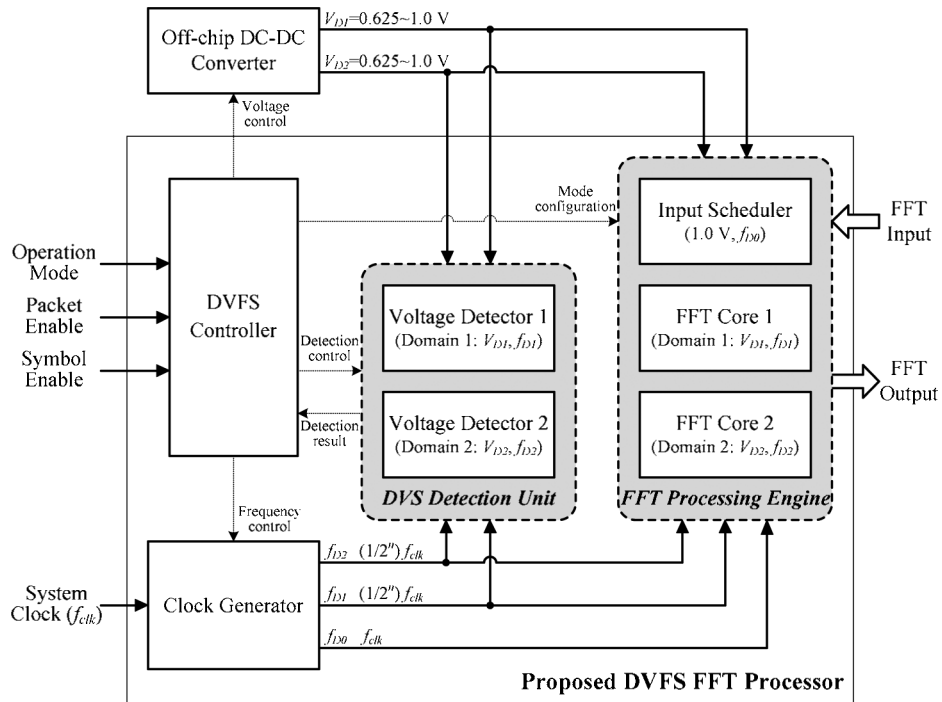 Off-chip DC-DC
Converter
V_D1=0.625~1.0 V
V_D2=0.625~1.0 V
Voltage
control
Mode
configuration
Operation
Mode
Packet
Enable
Symbol
Enable
DVFS
Controller
Detection
control
Detection
result
Voltage Detector 1
(Domain 1: V_D1, f_D1)
Voltage Detector 2
(Domain 2: V_D2, f_D2)
DVS Detection Unit
Input Scheduler
(1.0 V, f_D0)
FFT Core 1
(Domain 1: V_D1, f_D1)
FFT Core 2
(Domain 2: V_D2, f_D2)
FFT Processing Engine
FFT
Input
FFT
Output
Frequency
control
System
Clock (f_clk)
Clock Generator
f_D2 (1/2^n) f_clk
f_D1 (1/2^n) f_clk
f_D0 f_clk
Proposed DVFS FFT Processor